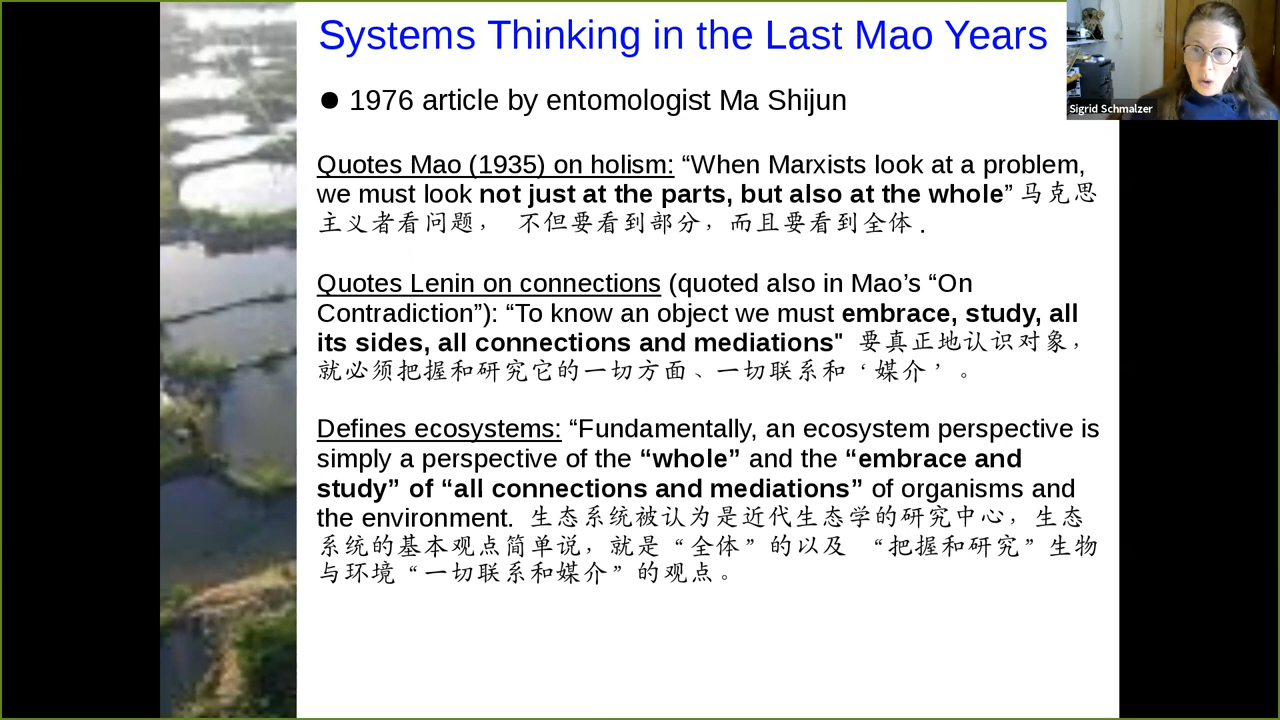 Systems Thinking in the Last Mao Years
● 1976 article by entomologist Ma Shijun
Quotes Mao (1935) on holism: “When Marxists look at a problem,
we must look not just at the parts, but also at the whole” 马克思
主义者看问题， 不但要看到部分，而且要看到全体 .
Quotes Lenin on connections (quoted also in Mao’s “On
Contradiction”): “To know an object we must embrace, study, all
its sides, all connections and mediations" 要真正地认识对象，
就必须把握和研究它的一切方面、一切联系和‘媒介’。
Defines ecosystems: “Fundamentally, an ecosystem perspective is
simply a perspective of the “whole” and the “embrace and
study” of “all connections and mediations” of organisms and
the environment. 生态系统被认为是近代生态学的研究中心，生态
系统的基本观点简单说，就是“全体”的以及 “把握和研究”生物
与环境“一切联系和媒介”的观点。
Sigrid Schmalzer